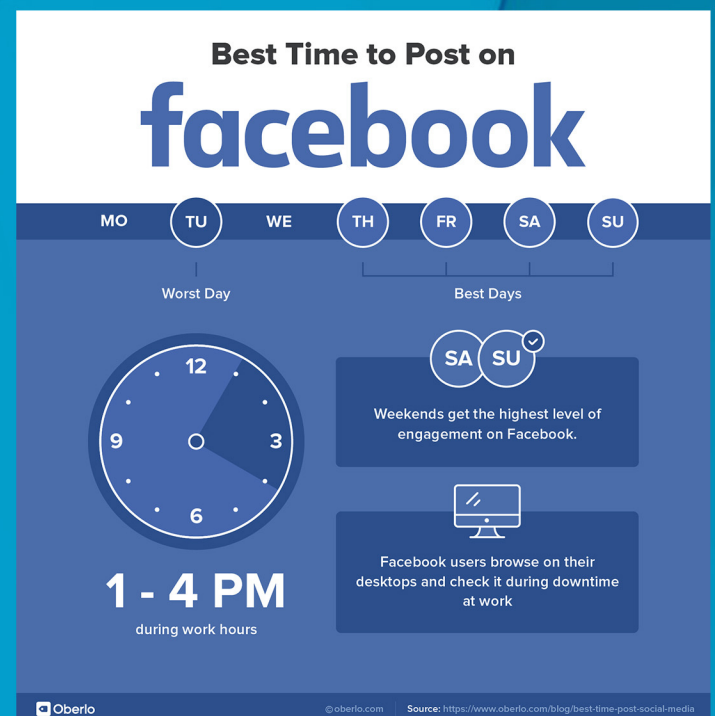 Best Time to Post on
facebook
MO TU WE TH FR SA SU
Worst Day
Best Days
12
3
6
9
1 - 4 PM
during work hours
SA SU
Weekends get the highest level of
engagement on Facebook.
Facebook users browse on their
desktops and check it during downtime
at work
Oberlo
©oberlo.com
Source: https://www.oberlo.com/blog/best-time-post-social-media